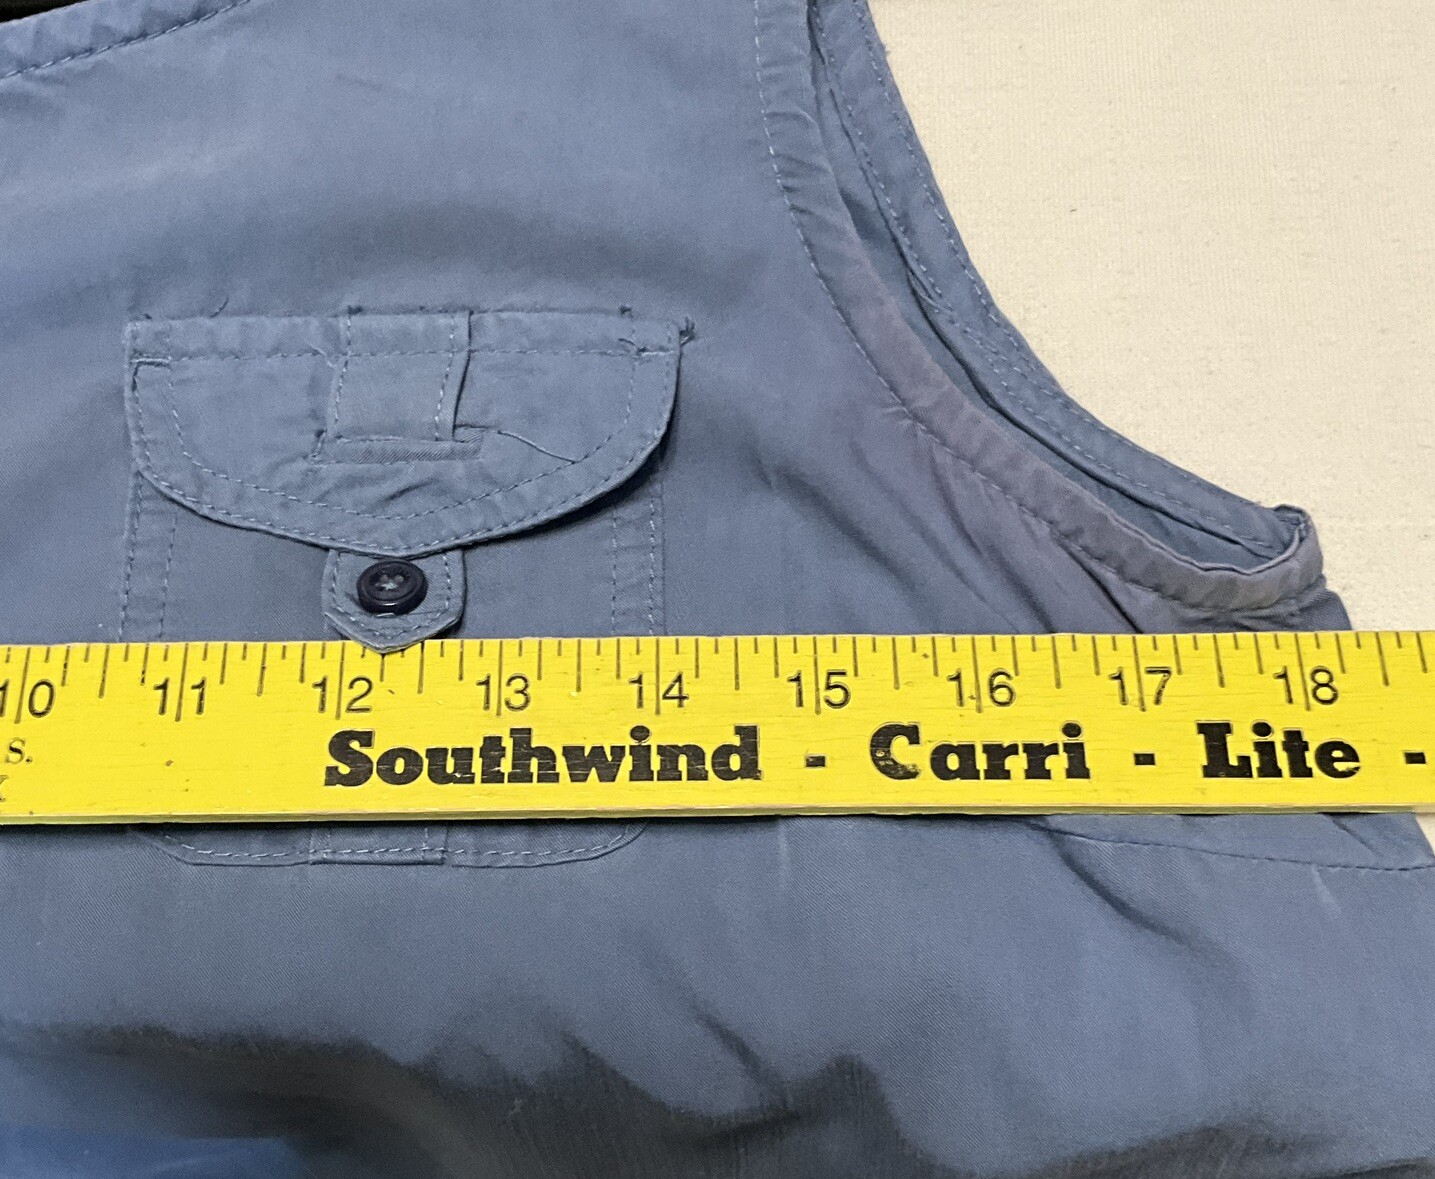 10 11 12 13 14 15 16 17 18
S. Southwind - Carri - Lite -